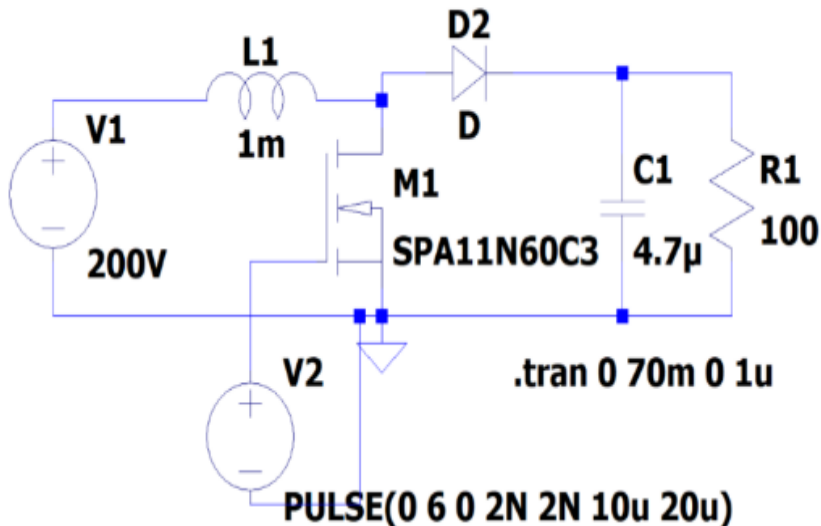 D2
L1
V1
1m
D
M1
C1
R1
SPA11N60C3
4.7µ
100
200V
V2
.tran 0 70m 0 1u
PULSE(0 6 0 2N 2N 10u 20u)